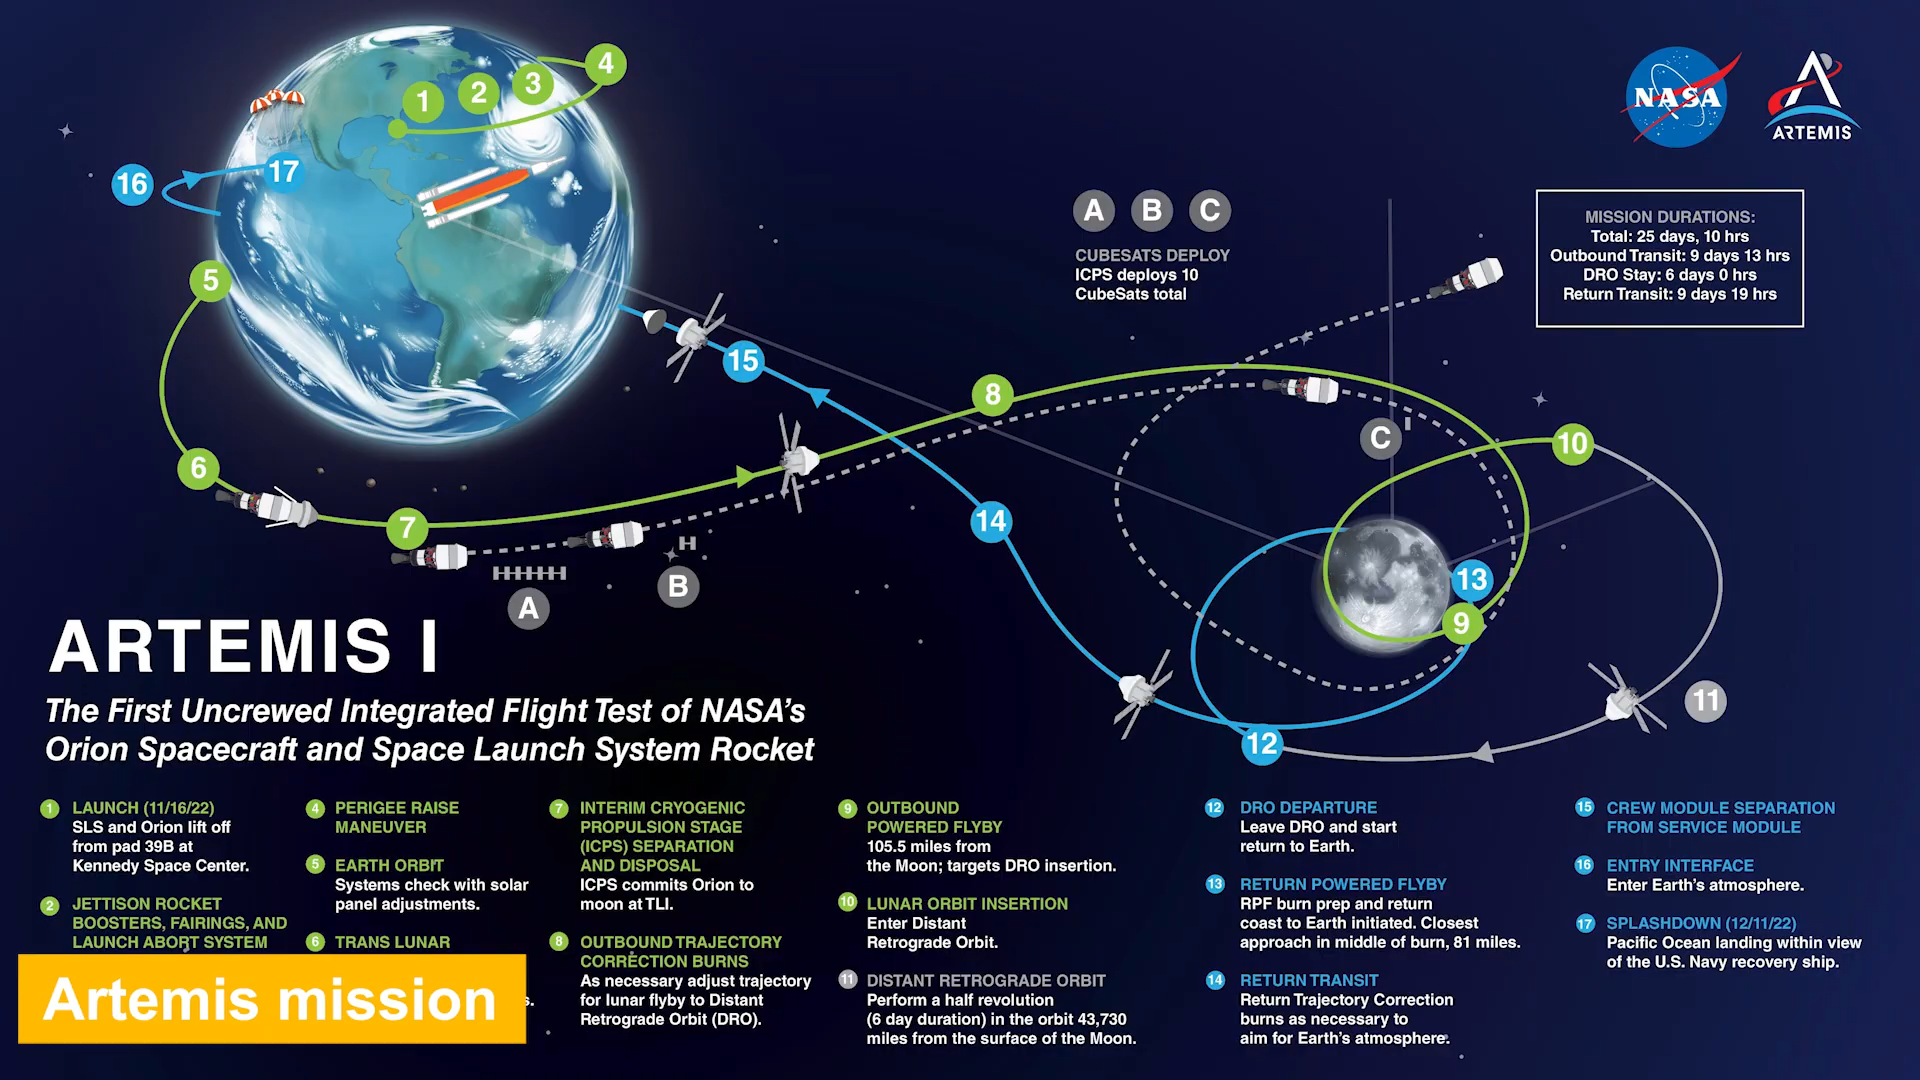 4
3
2
1
NASA
ARTEMIS
17
16
A B C
CUBESATS DEPLOY
ICPS deploys 10
CubeSats total
MISSION DURATIONS:
Total: 25 days, 10 hrs
Outbound Transit: 9 days 13 hrs
DRO Stay: 6 days 0 hrs
Return Transit: 9 days 19 hrs
5
15
8
C
10
6
7
14
B
A
13
9
11
12
ARTEMIS I
The First Uncrewed Integrated Flight Test of NASA's
Orion Spacecraft and Space Launch System Rocket
1 LAUNCH (11/16/22)
SLS and Orion lift off
from pad 39B at
Kennedy Space Center.
2 JETTISON ROCKET
BOOSTERS, FAIRINGS, AND
LAUNCH ABORT SYSTEM
4 PERIGEE RAISE
MANEUVER
5 EARTH ORBIT
Systems check with solar
panel adjustments.
6 TRANS LUNAR
7 INTERIM CRYOGENIC
PROPULSION STAGE
(ICPS) SEPARATION
AND DISPOSAL
ICPS commits Orion to
moon at TLI.
8 OUTBOUND TRAJECTORY
CORRECTION BURNS
As necessary adjust trajectory
for lunar flyby to Distant
Retrograde Orbit (DRO).
9 OUTBOUND
POWERED FLYBY
105.5 miles from
the Moon; targets DRO insertion.
10 LUNAR ORBIT INSERTION
Enter Distant
Retrograde Orbit.
11 DISTANT RETROGRADE ORBIT
Perform a half revolution
(6 day duration) in the orbit 43,730
miles from the surface of the Moon.
12 DRO DEPARTURE
Leave DRO and start
return to Earth.
13 RETURN POWERED FLYBY
RPF burn prep and return
coast to Earth initiated. Closest
approach in middle of burn, 81 miles.
14 RETURN TRANSIT
Return Trajectory Correction
burns as necessary to
aim for Earth's atmosphere.
15 CREW MODULE SEPARATION
FROM SERVICE MODULE
16 ENTRY INTERFACE
Enter Earth's atmosphere.
17 SPLASHDOWN (12/11/22)
Pacific Ocean landing within view
of the U.S. Navy recovery ship.
Artemis mission